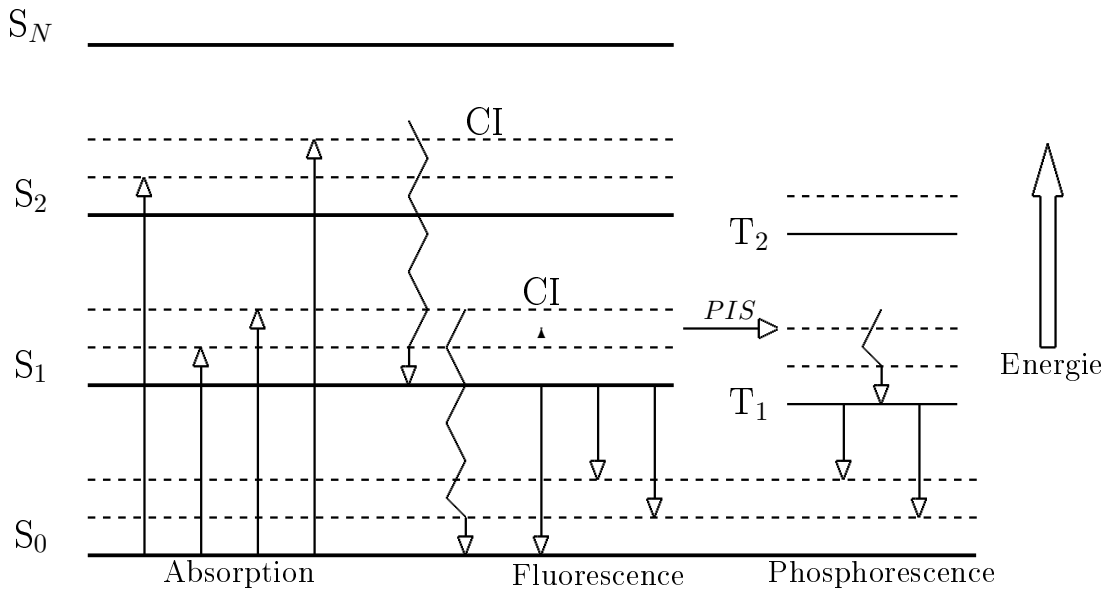 S_N
CI
S_2
T_2
CI
PIS
S_1
Energie
T_1
S_0
Absorption
Fluorescence
Phosphorescence